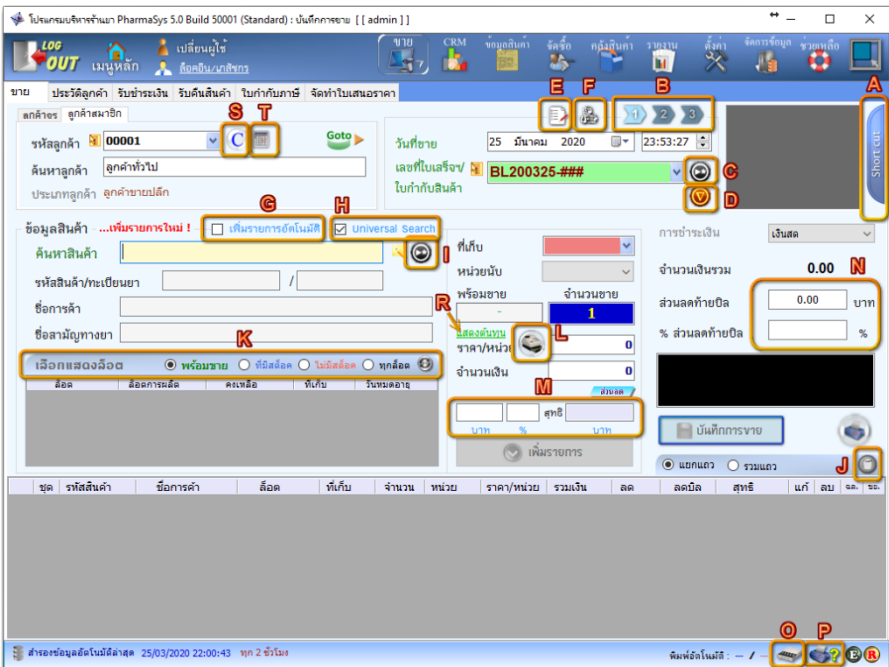 โปรแกรมบริหารร้านยา PharmaSys 5.0 Build 50001 (Standard) : บันทึกการขาย [ [ admin ] ]
LOG OUT เมนูหลัก เปลี่ยนผู้ใช้ ล็อคอิน/เภสัชกร ขาย CRM ข้อมูลสินค้า จัดซื้อ คลังสินค้า รายงาน ตั้งค่า จัดการข้อมูล ช่วยเหลือ
ขาย ประวัติลูกค้า รับชำระเงิน รับคืนสินค้า ใบกำกับภาษี จัดทำใบเสนอราคา
E F B A
ลูกค้าจร ลูกค้าสมาชิก
1 2 3
S T
รหัสลูกค้า 00001 C Goto
วันที่ขาย 25 มีนาคม 2020 23:53:27
Short cut
ค้นหาลูกค้า ลูกค้าทั่วไป
เลขที่ใบเสร็จฯ/ ใบกำกับสินค้า BL200325-### C
ประเภทลูกค้า ลูกค้าขายปลีก
V D
G H
ข้อมูลสินค้า - ...เพิ่มรายการใหม่ ! เพิ่มรายการอัตโนมัติ Universal Search
การชำระเงิน เงินสด
ค้นหาสินค้า I
ที่เก็บ
หน่วยนับ
จำนวนเงินรวม 0.00 N
รหัสสินค้า/ทะเบียนยา /
พร้อมขาย จำนวนขาย
R
ส่วนลดท้ายบิล 0.00 บาท
ชื่อการค้า
- 1
ชื่อสามัญทางยา
แสดงต้นทุน L
ราคา/หน่วย 0
% ส่วนลดท้ายบิล %
K
เลือกแสดงล็อต พร้อมขาย ที่มีสต็อค ไม่มีสต็อค ทุกล็อต
จำนวนเงิน 0
ล็อต ล็อตการผลิต คงเหลือ ที่เก็บ วันหมดอายุ
M ส่วนลด
สุทธิ
บาท % บาท
บันทึกการขาย
เพิ่มรายการ
แยกแถว รวมแถว J
ชุด รหัสสินค้า ชื่อการค้า ล็อต ที่เก็บ จำนวน หน่วย ราคา/หน่วย รวมเงิน ลด ลดบิล สุทธิ แก้ ลบ
O P
สำรองข้อมูลอัตโนมัติล่าสุด 25/03/2020 22:00:43 ทุก 2 ชั่วโมง
พิมพ์อัตโนมัติ : – / – ? E R